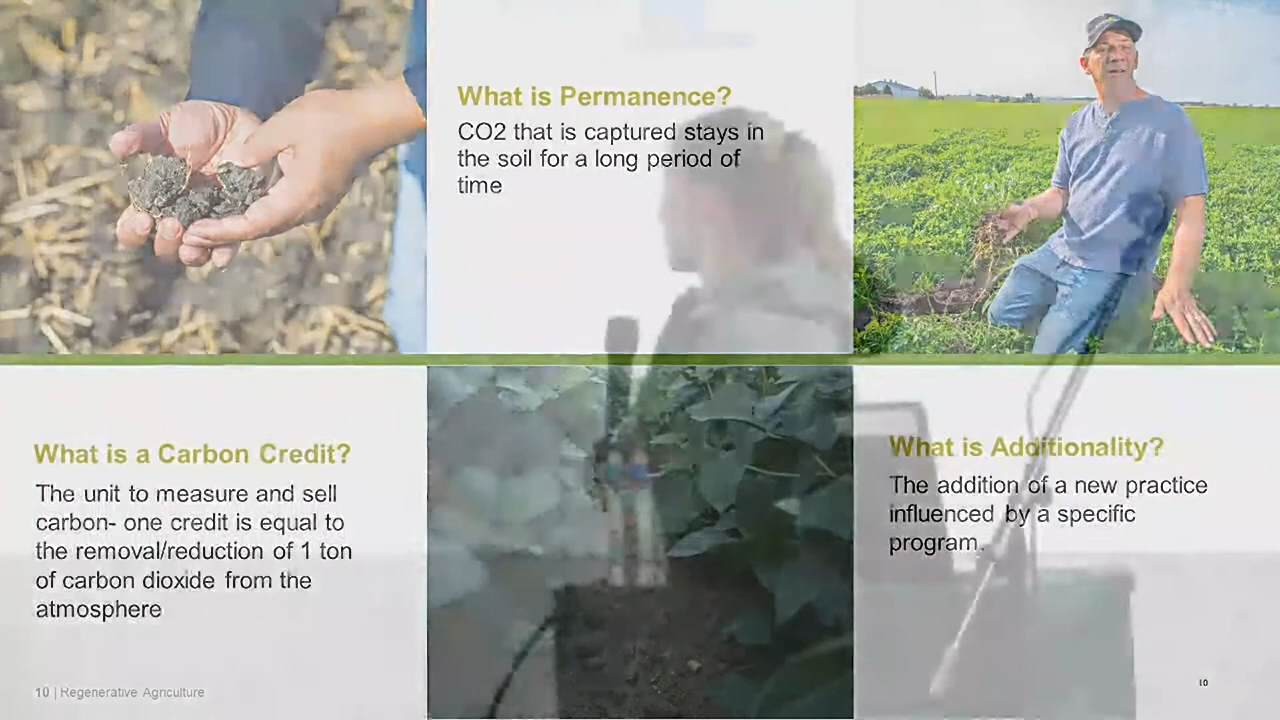 What is Permanence?
CO2 that is captured stays in
the soil for a long period of
time
What is a Carbon Credit?
The unit to measure and sell
carbon- one credit is equal to
the removal/reduction of 1 ton
of carbon dioxide from the
atmosphere
What is Additionality?
The addition of a new practice
influenced by a specific
program.
10 | Regenerative Agriculture
10